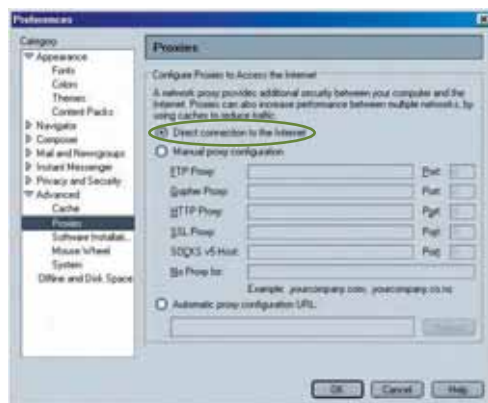 Preferences
Category
Appearance
Fonts
Colors
Themes
Content Packs
Navigator
Composer
Mail and Newsgroups
Instant Messenger
Privacy and Security
Advanced
Cache
Proxies
Software Installat...
Mouse Wheel
System
Offline and Disk Space
Proxies
Configure Proxies to Access the Internet
A network proxy provides additional security between your computer and the
Internet. Proxies can also increase performance between multiple networks, by
using caches to reduce traffic.
Direct connection to the Internet
Manual proxy configuration
FTP Proxy: Port:
Gopher Proxy: Port:
HTTP Proxy: Port:
SSL Proxy: Port:
SOCKS v5 Host: Port:
No Proxy for:
Example: .yourcompany.com, .yourcompany.co.nz
Automatic proxy configuration URL:
OK Cancel Help